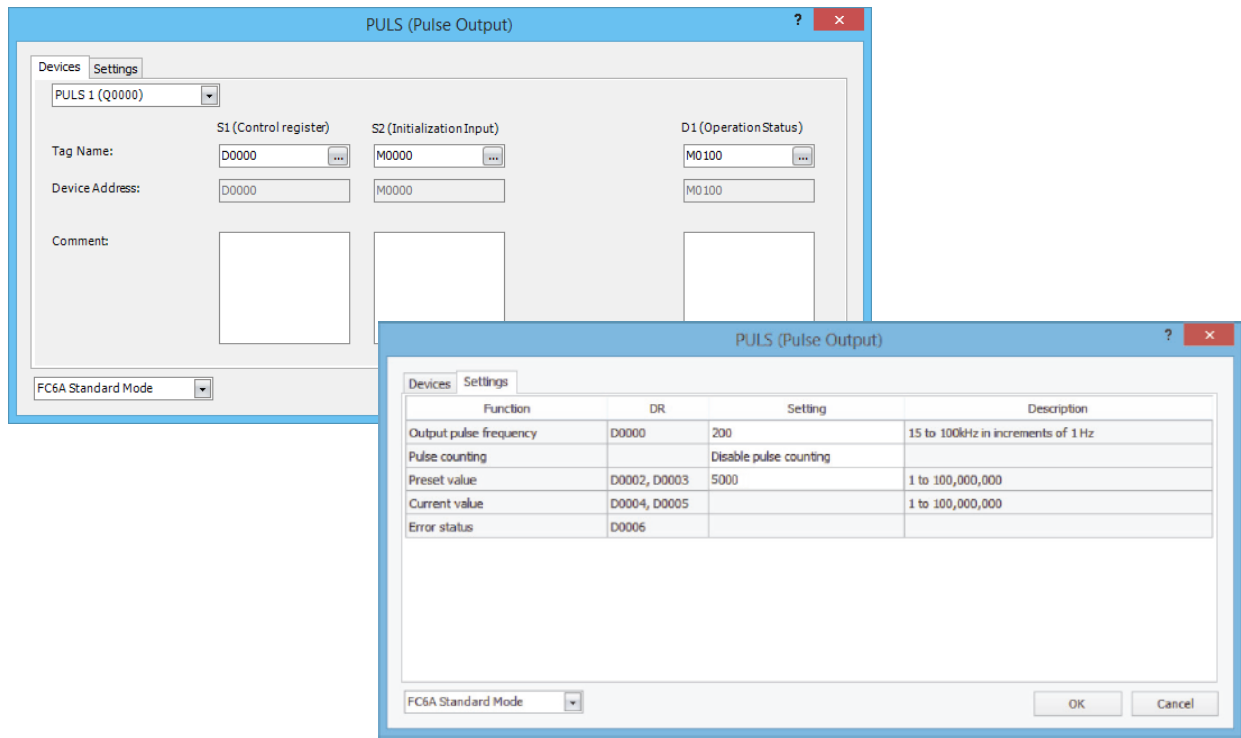 PULS (Pulse Output)
?
Devices Settings
PULS 1 (Q0000)
S1 (Control register) S2 (Initialization Input) D1 (Operation Status)
Tag Name: D0000 ... M0000 ... M0100 ...
Device Address: D0000 M0000 M0100
Comment:
FC6A Standard Mode
PULS (Pulse Output)
?
Devices Settings
Function DR Setting Description
Output pulse frequency D0000 200 15 to 100kHz in increments of 1 Hz
Pulse counting Disable pulse counting
Preset value D0002, D0003 5000 1 to 100,000,000
Current value D0004, D0005 1 to 100,000,000
Error status D0006
FC6A Standard Mode OK Cancel